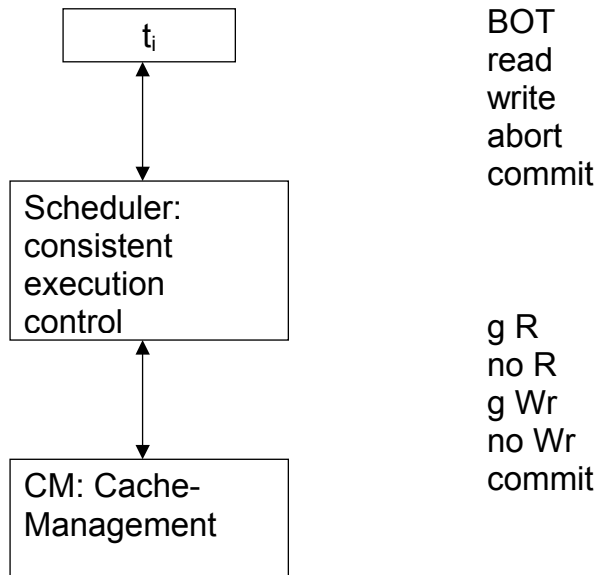 tᵢ
BOT
read
write
abort
commit
Scheduler:
consistent
execution
control
g R
no R
g Wr
no Wr
commit
CM: Cache-
Management